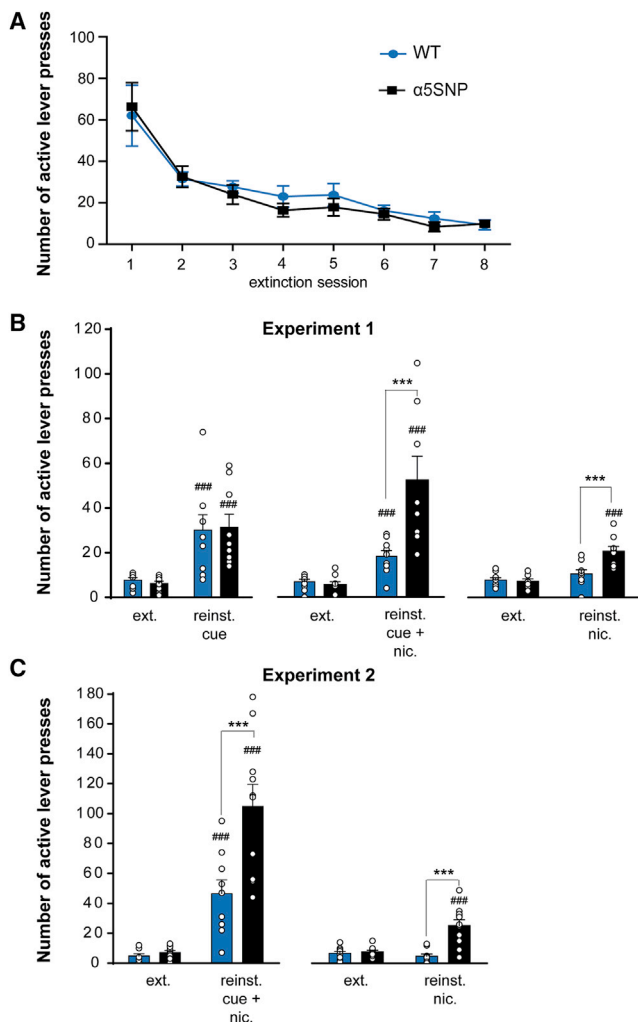 A
Number of active lever presses
100
80
60
40
20
0
WT
α5SNP
1 2 3 4 5 6 7 8
extinction session
B
Experiment 1
Number of active lever presses
120
100
80
60
40
20
0
###
###
***
###
###
***
###
ext. reinst. ext. reinst. ext. reinst.
cue cue + nic.
nic.
C
Experiment 2
Number of active lever presses
180
160
140
120
100
80
60
40
20
0
***
###
###
***
###
ext. reinst. ext. reinst.
cue + nic.
nic.